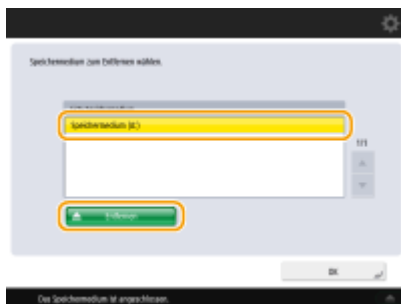 Speichermedium zum Entfernen wählen.
Speichermedium
1/1
Entfernen
OK
Das Speichermedium ist angeschlossen.